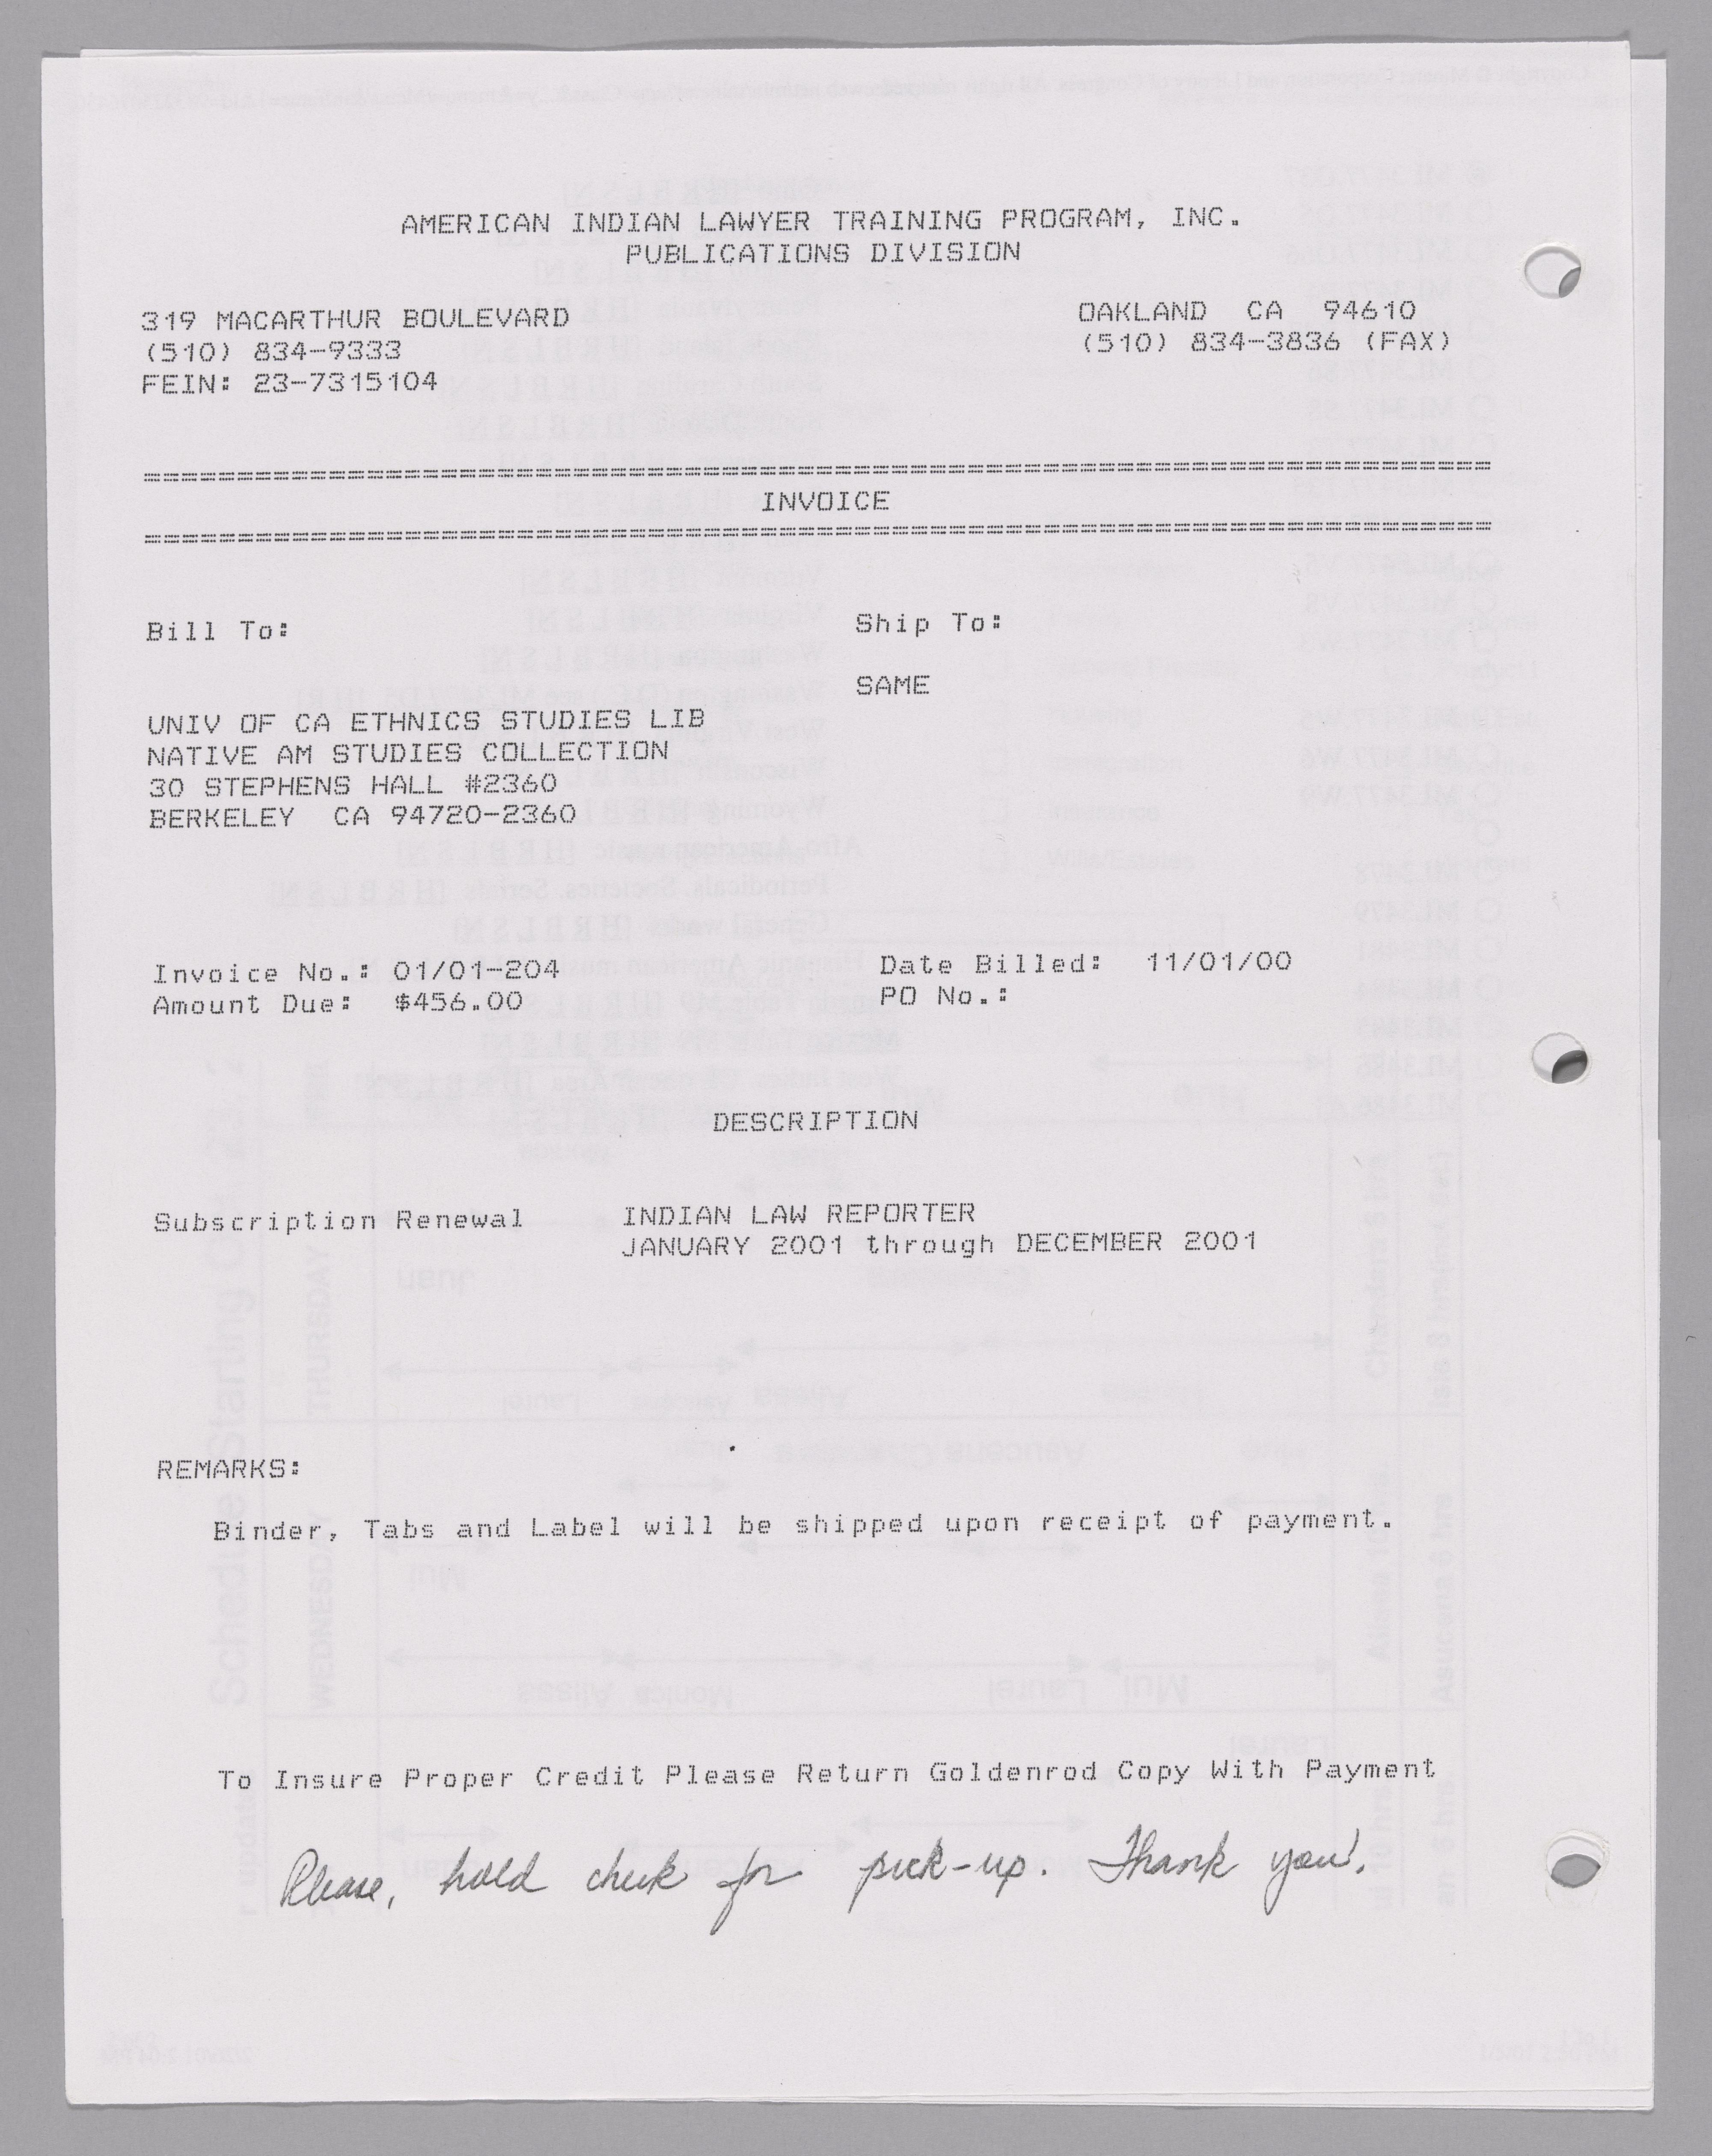 AMERICAN INDIAN LAWYER TRAINING PROGRAM, INC.
PUBLICATIONS DIVISION
319 MACARTHUR BOULEVARD OAKLAND CA 94610
(510) 834-9333 (510) 834-3836 (FAX)
FEIN: 23-7315104
INVOICE
Bill To: Ship To:
SAME
UNIV OF CA ETHNICS STUDIES LIB
NATIVE AM STUDIES COLLECTION
30 STEPHENS HALL #2360
BERKELEY CA 94720-2360
Invoice No.: 01/01-204 Date Billed: 11/01/00
Amount Due: $456.00 PO No.:
DESCRIPTION
Subscription Renewal INDIAN LAW REPORTER
JANUARY 2001 through DECEMBER 2001
REMARKS:
Binder, Tabs and Label will be shipped upon receipt of payment.
To Insure Proper Credit Please Return Goldenrod Copy With Payment
Please, hold check for pick-up. Thank you!